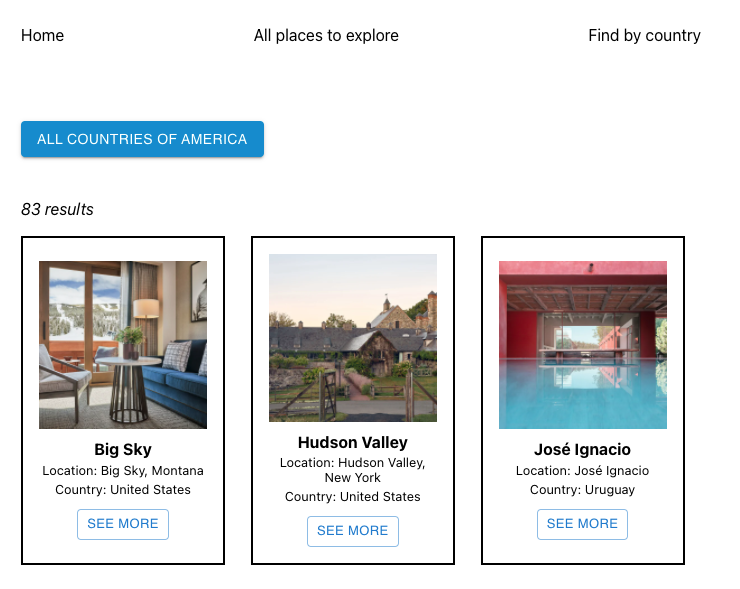 Home
All places to explore
Find by country
ALL COUNTRIES OF AMERICA
83 results
Big Sky
Location: Big Sky, Montana
Country: United States
SEE MORE
Hudson Valley
Location: Hudson Valley,
New York
Country: United States
SEE MORE
José Ignacio
Location: José Ignacio
Country: Uruguay
SEE MORE